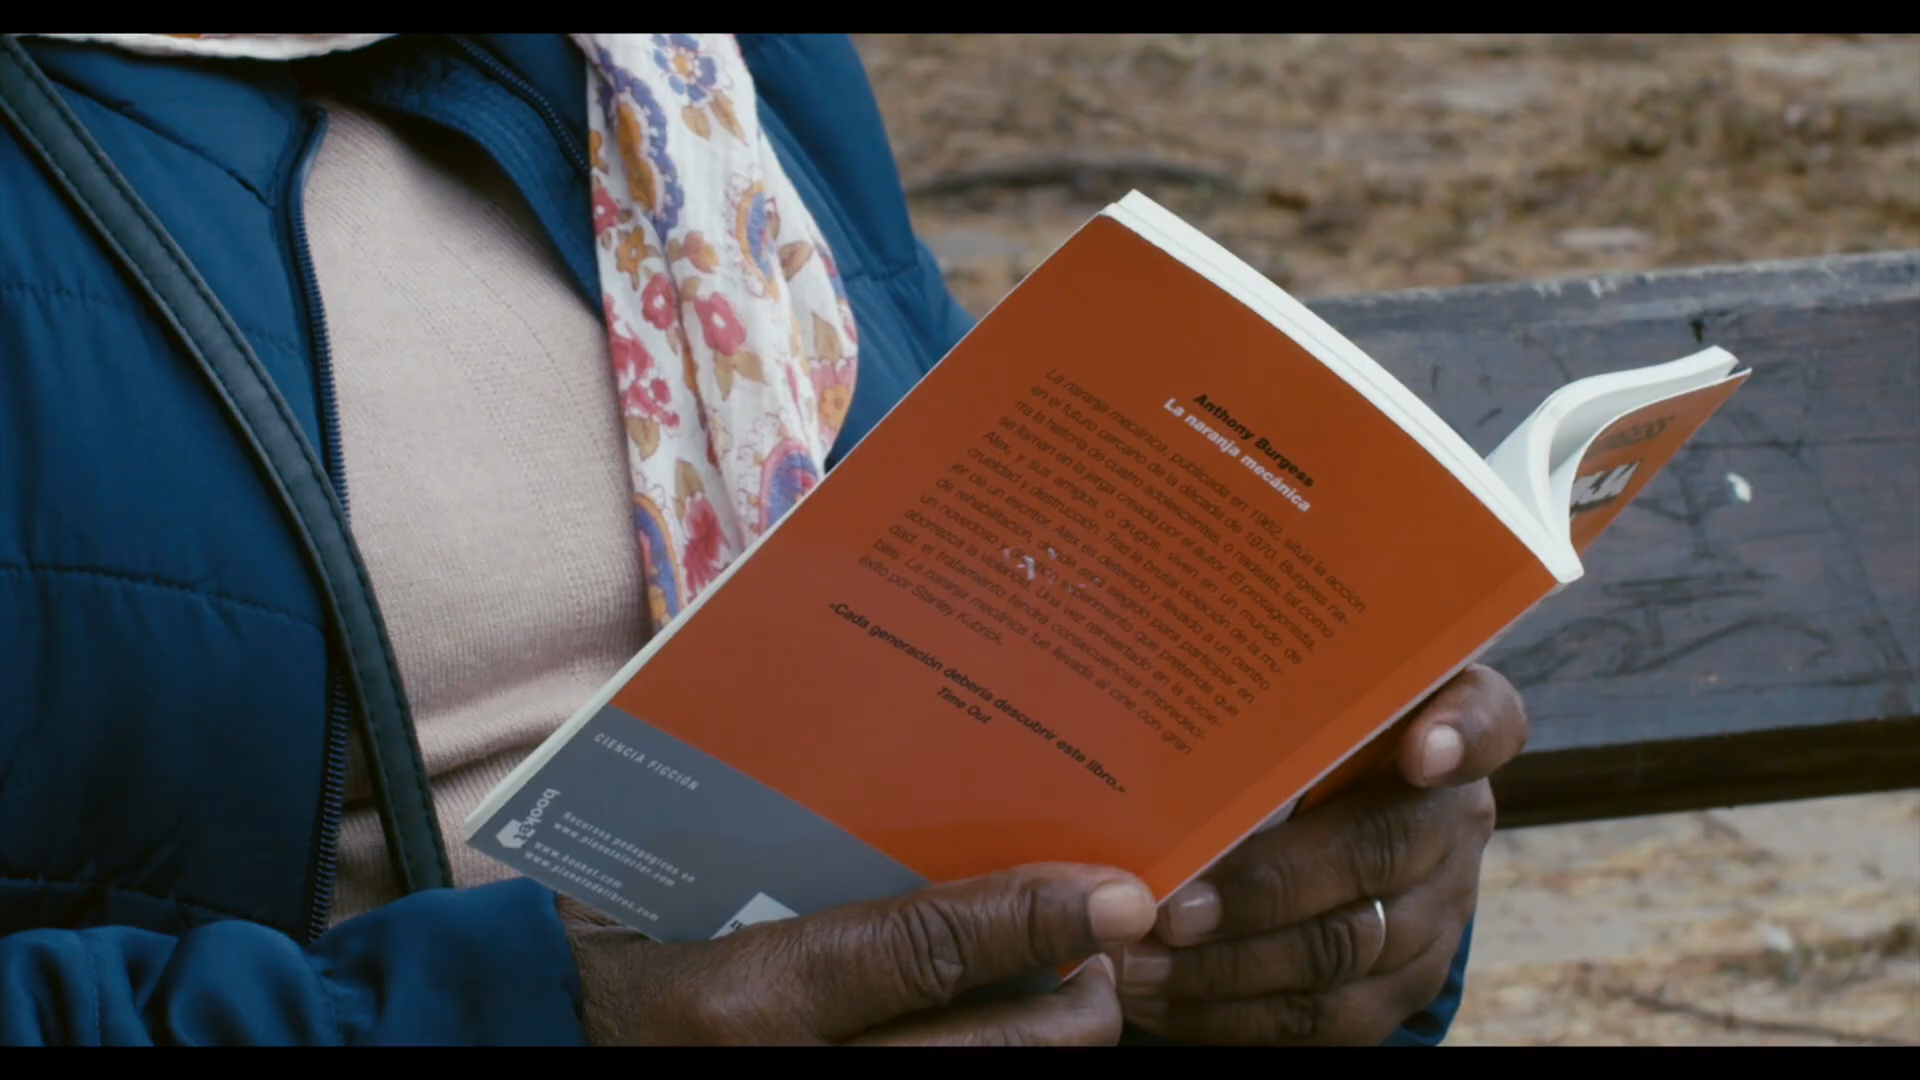 Anthony Burgess
La naranja mecánica
La naranja mecánica, publicada en 1962, sitúa la acción
en el futuro cercano de la década de 1970. Burgess na-
rra la historia de cuatro adolescentes, o nadsats, tal como
se llaman en la jerga creada por el autor. El protagonista,
Alex, y sus amigos, o drugos, viven en un mundo de
crueldad y destrucción. Tras la brutal violación de la mu-
jer de un escritor, Alex es detenido y llevado a un centro
de rehabilitación, donde será elegido para participar en
un novedoso y experimento que pretende que
aborrezca la violencia. Una vez reinsertado en la socie-
dad, el tratamiento tendrá consecuencias impredeci-
bles. La naranja mecánica fue llevada al cine con gran
éxito por Stanley Kubrick.
«Cada generación debería descubrir este libro.»
Time Out
CIENCIA FICCIÓN
booket
Recursos pedagógicos en
www.planetalector.com
www.booket.com
www.planetadelibros.com